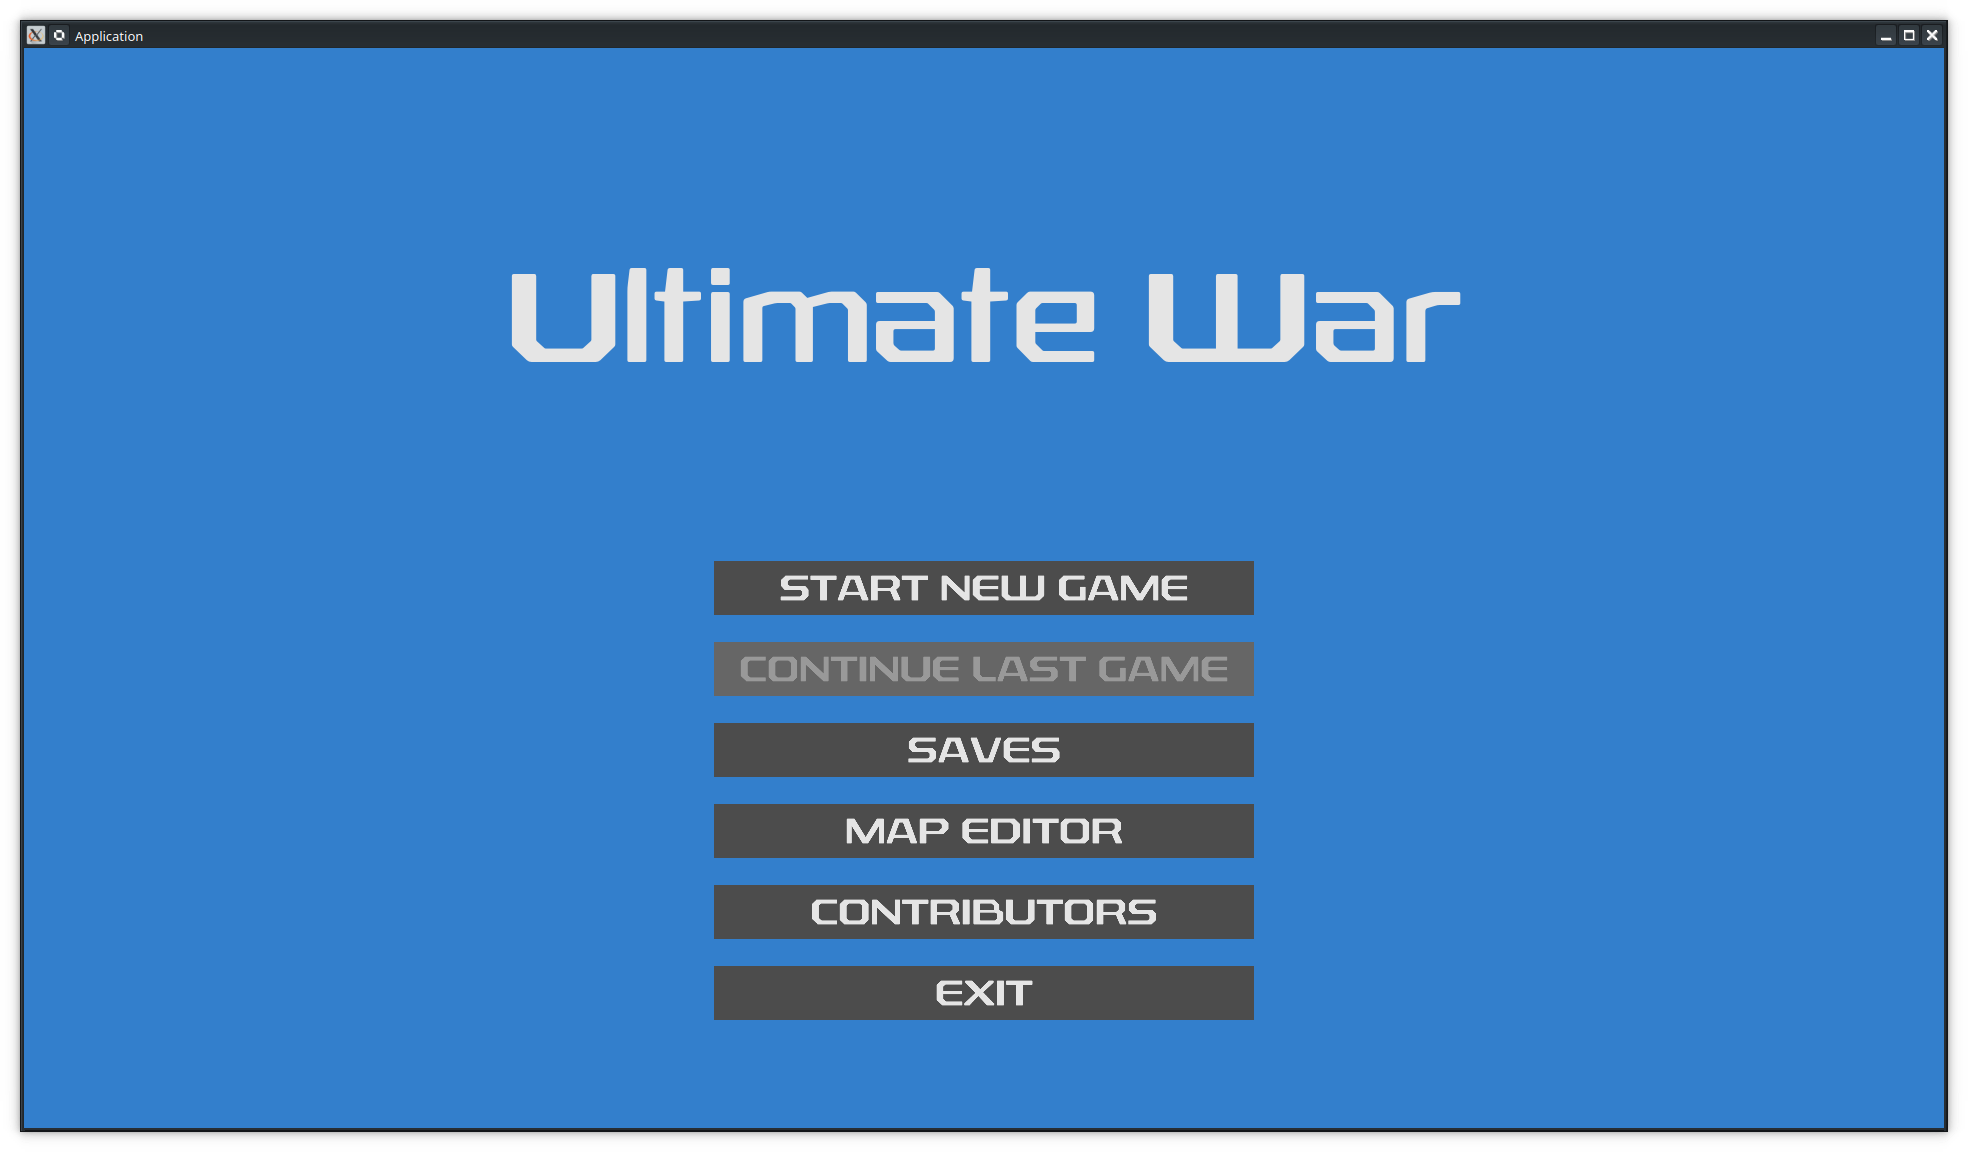 Application
Ultimate War
START NEW GAME
CONTINUE LAST GAME
SAVES
MAP EDITOR
CONTRIBUTORS
EXIT